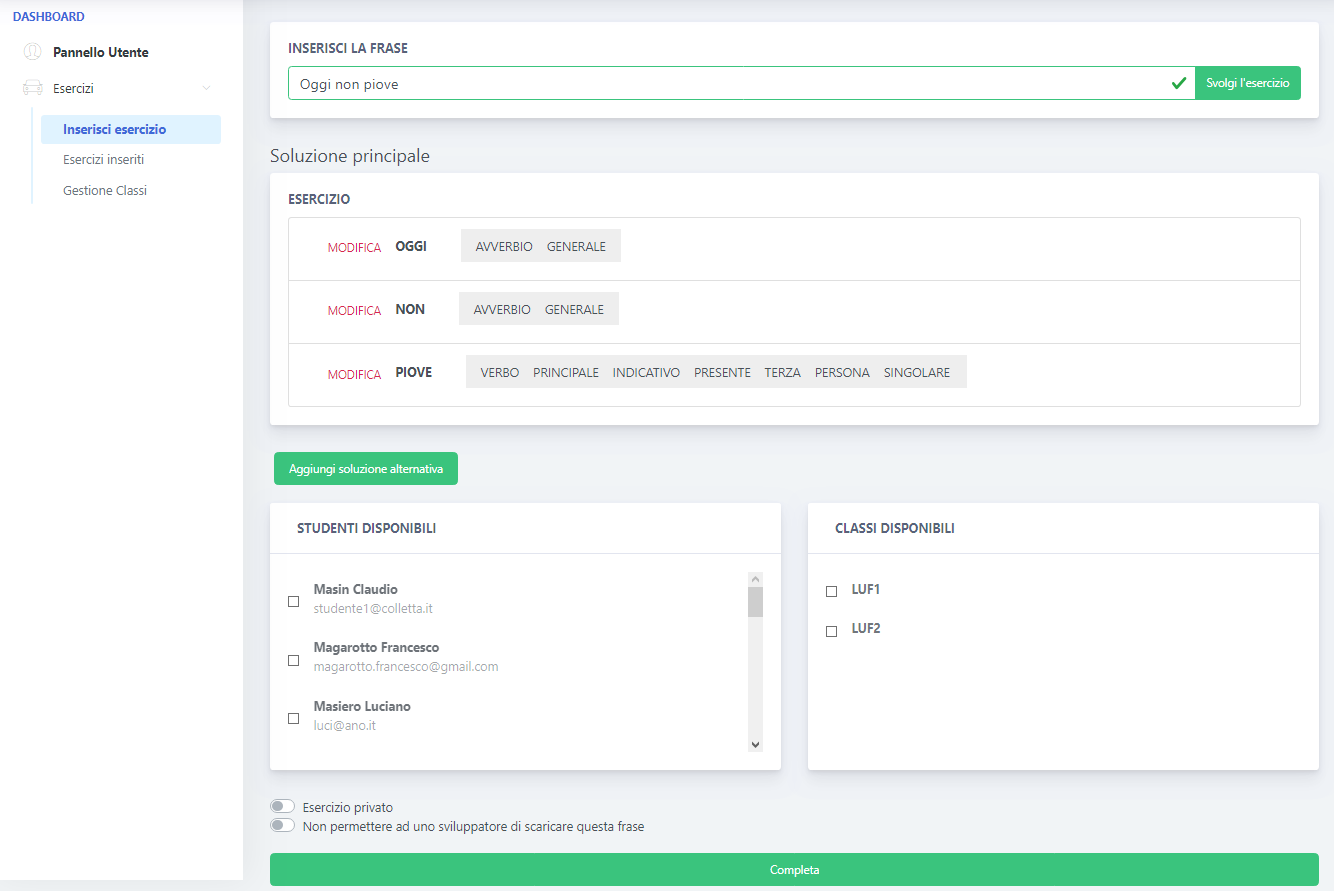 DASHBOARD
Pannello Utente
Esercizi
Inserisci esercizio
Esercizi inseriti
Gestione Classi
INSERISCI LA FRASE
Oggi non piove
Svolgi l'esercizio
Soluzione principale
ESERCIZIO
MODIFICA OGGI AVVERBIO GENERALE
MODIFICA NON AVVERBIO GENERALE
MODIFICA PIOVE VERBO PRINCIPALE INDICATIVO PRESENTE TERZA PERSONA SINGOLARE
Aggiungi soluzione alternativa
STUDENTI DISPONIBILI
Masin Claudio
studente1@colletta.it
Magarotto Francesco
magarotto.francesco@gmail.com
Masiero Luciano
luci@ano.it
CLASSI DISPONIBILI
LUF1
LUF2
Esercizio privato
Non permettere ad uno sviluppatore di scaricare questa frase
Completa